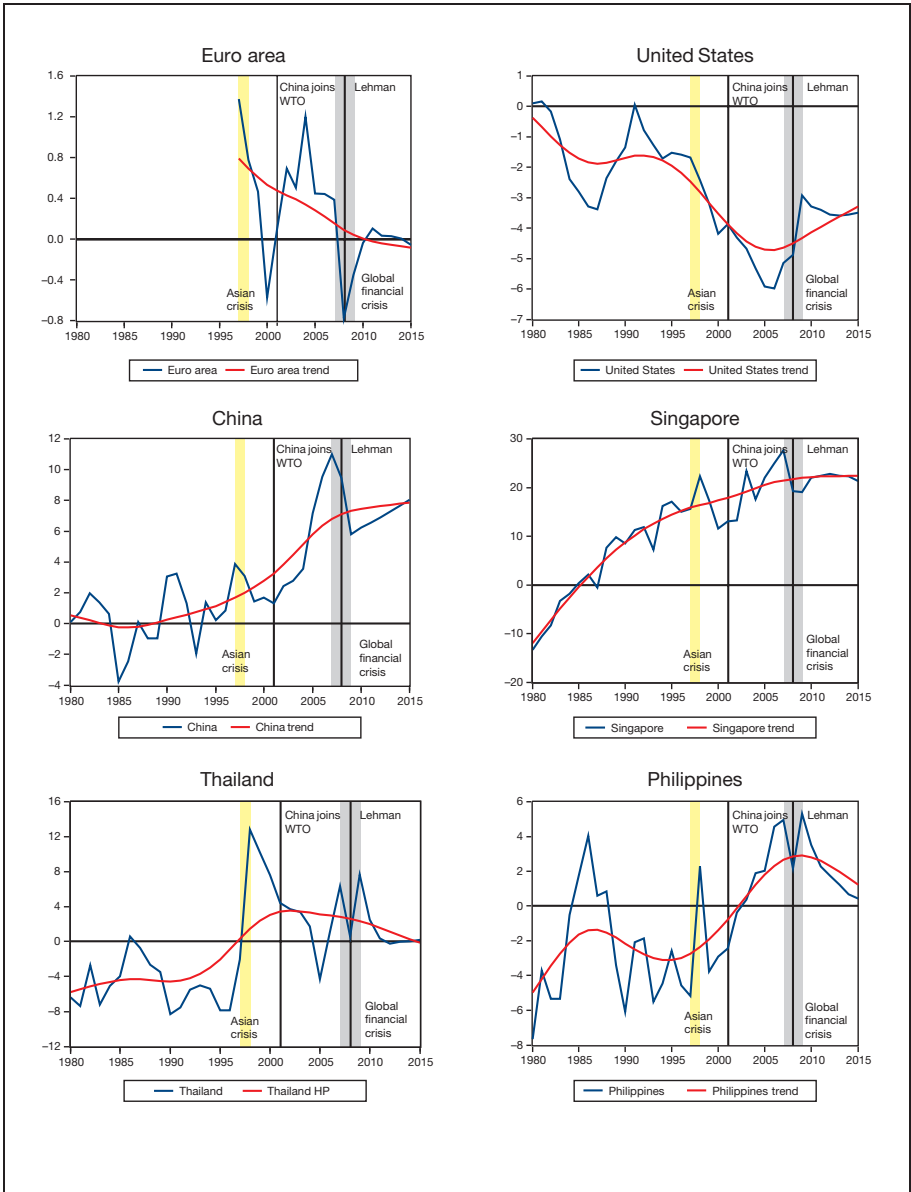 Euro area
1.6
1.2
0.8
0.4
0.0
−0.4
−0.8
China joins
WTO
Lehman
Asian
crisis
Global
financial
crisis
1980 1985 1990 1995 2000 2005 2010 2015
Euro area Euro area trend
United States
1
0
−1
−2
−3
−4
−5
−6
−7
China joins
WTO
Lehman
Asian
crisis
Global
financial
crisis
1980 1985 1990 1995 2000 2005 2010 2015
United States United States trend
China
12
10
8
6
4
2
0
−2
−4
China joins
WTO
Lehman
Asian
crisis
Global
financial
crisis
1980 1985 1990 1995 2000 2005 2010 2015
China China trend
Singapore
30
20
10
0
−10
−20
China joins
WTO
Lehman
Asian
crisis
Global
financial
crisis
1980 1985 1990 1995 2000 2005 2010 2015
Singapore Singapore trend
Thailand
16
12
8
4
0
−4
−8
−12
China joins
WTO
Lehman
Asian
crisis
Global
financial
crisis
1980 1985 1990 1995 2000 2005 2010 2015
Thailand Thailand HP
Philippines
6
4
2
0
−2
−4
−6
−8
China joins
WTO
Lehman
Asian
crisis
Global
financial
crisis
1980 1985 1990 1995 2000 2005 2010 2015
Philippines Philippines trend